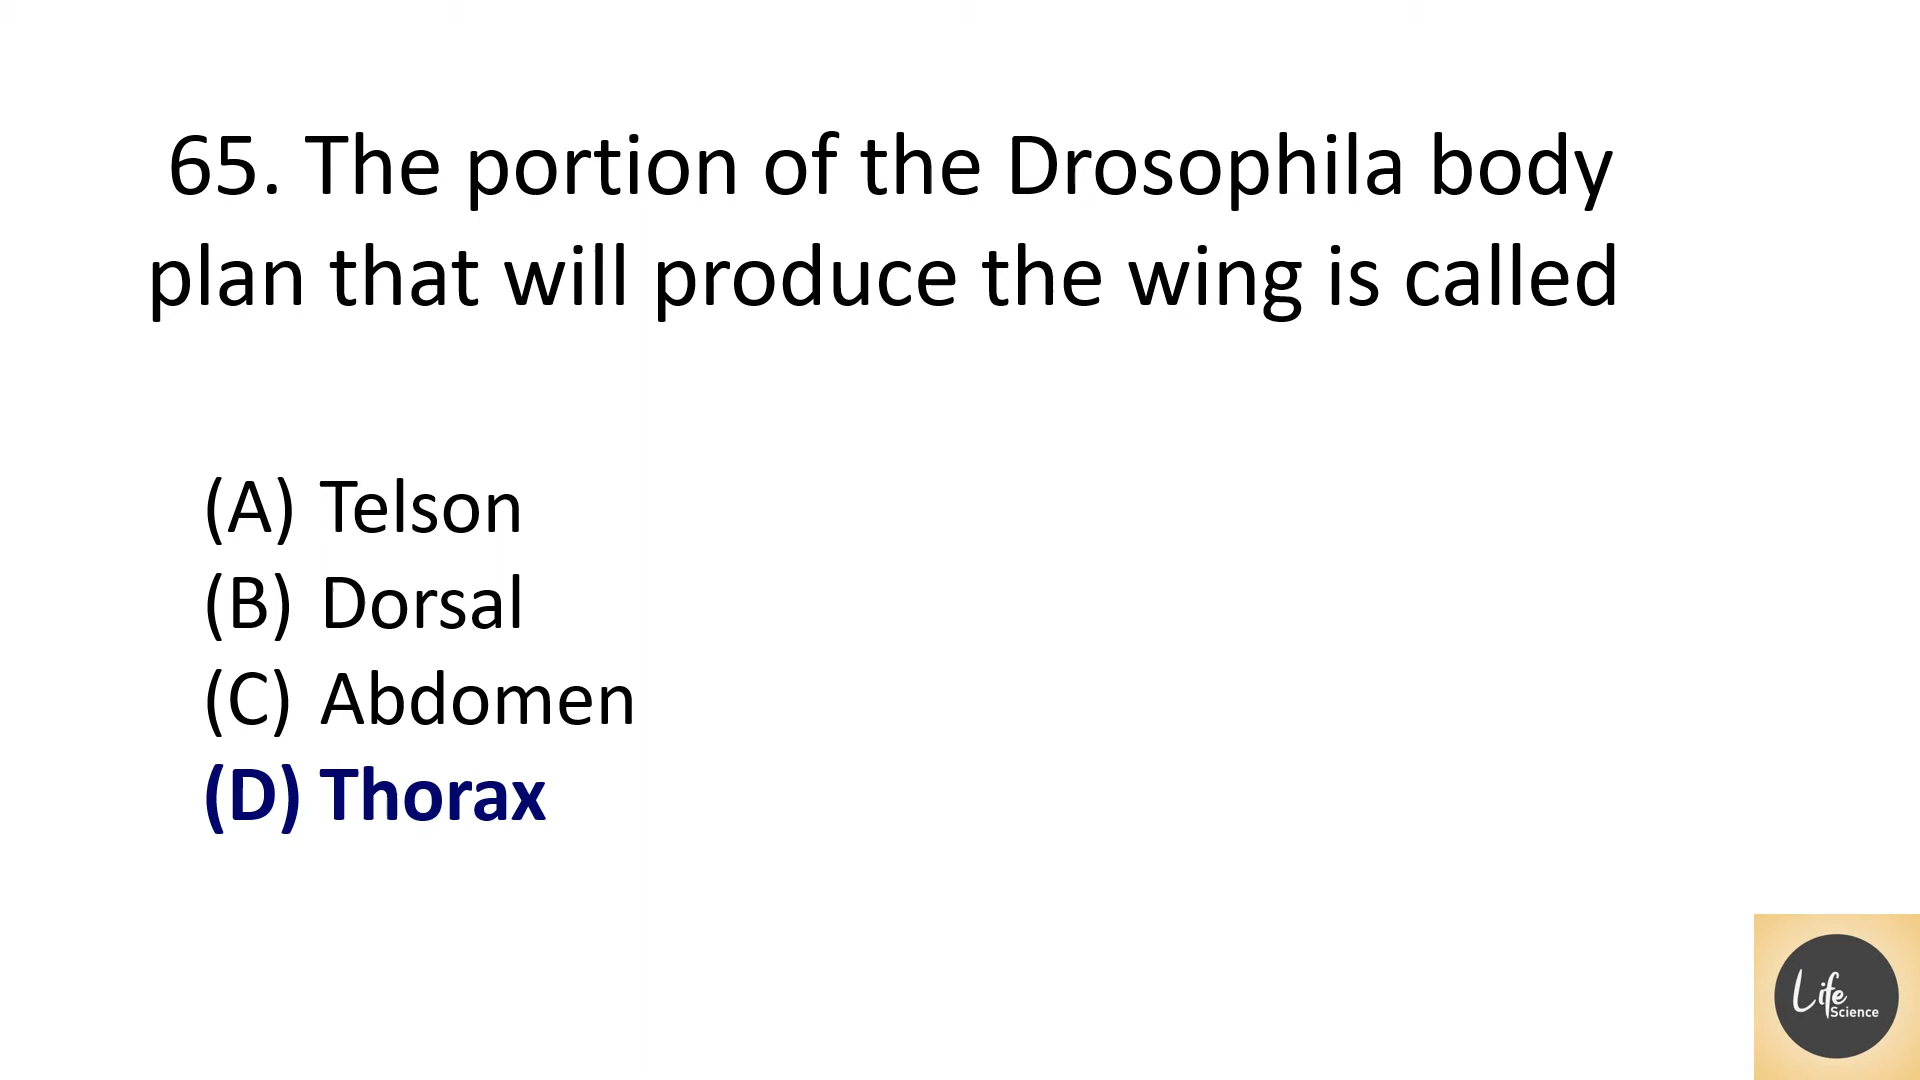 65. The portion of the Drosophila body
plan that will produce the wing is called
(A) Telson
(B) Dorsal
(C) Abdomen
(D) Thorax
Life
Science